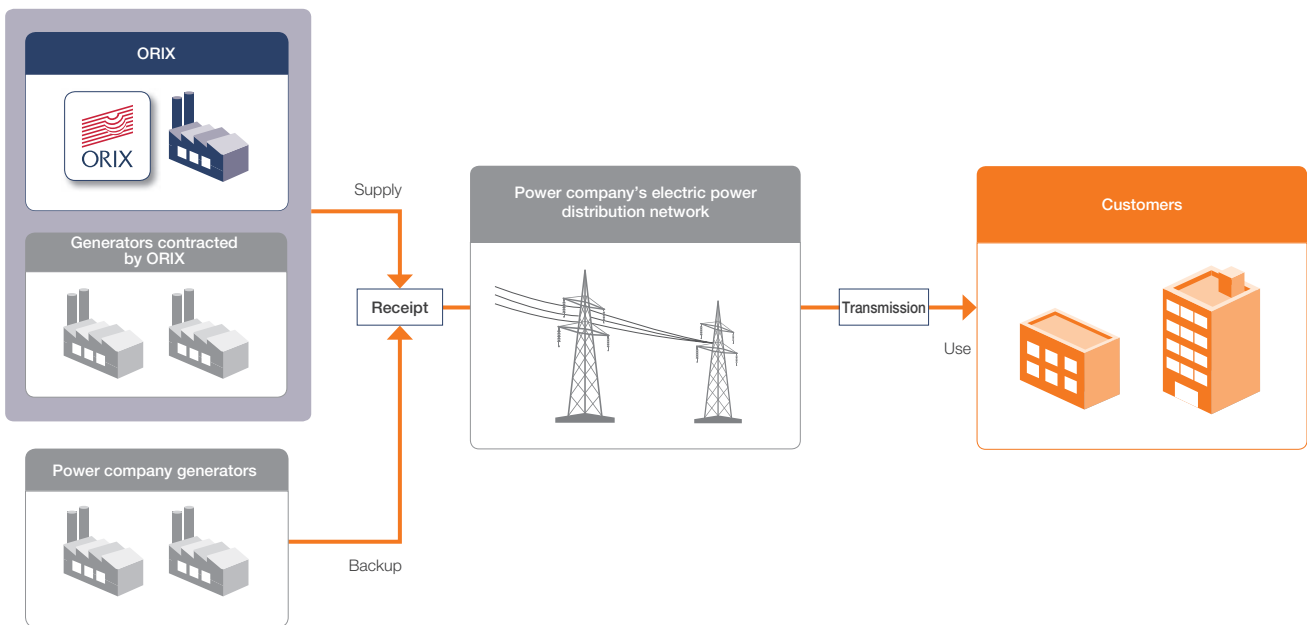 ORIX
ORIX
Generators contracted
by ORIX
Power company generators
Supply
Receipt
Backup
Power company’s electric power
distribution network
Transmission
Use
Customers